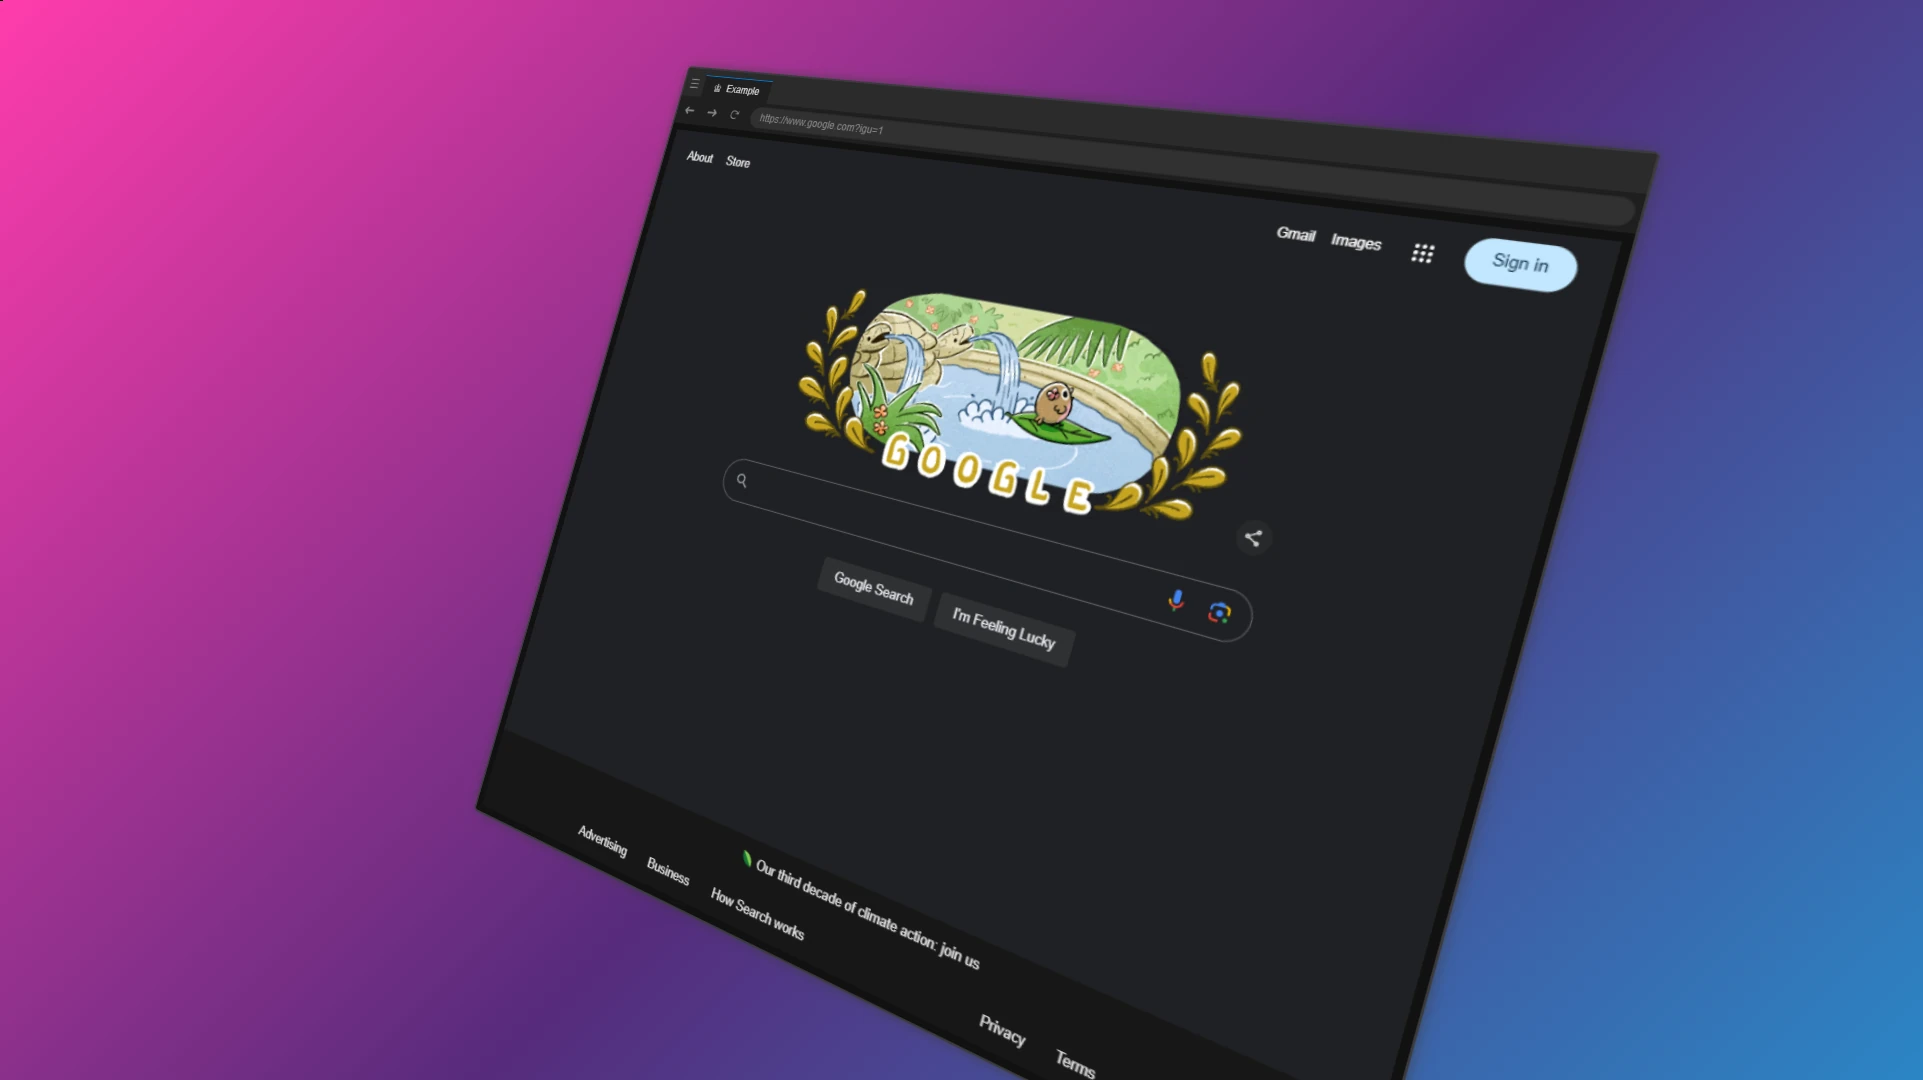 Example
https://www.google.com?igu=1
About Store
Gmail Images Sign in
GOOGLE
Google Search I'm Feeling Lucky
Our third decade of climate action: join us
Advertising Business How Search works
Privacy Terms